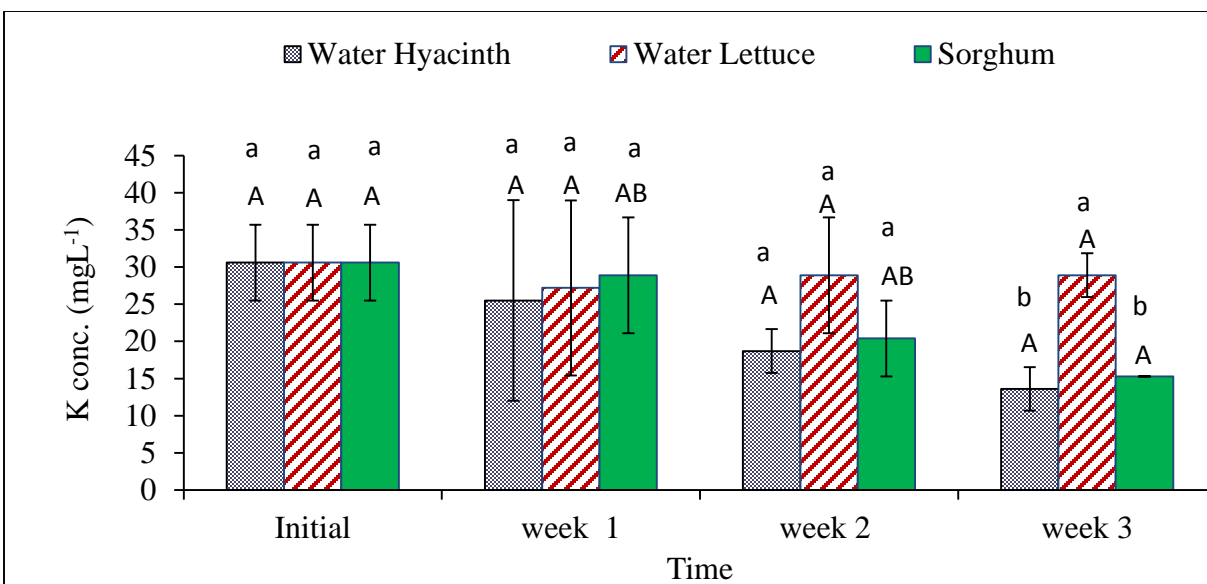 Water Hyacinth Water Lettuce Sorghum
K conc. (mgL-1)
45
40
35
30
25
20
15
10
5
0
a a a
A A A
a a a
A A AB
a a a
A A AB
b a b
A A A
Initial week 1 week 2 week 3
Time